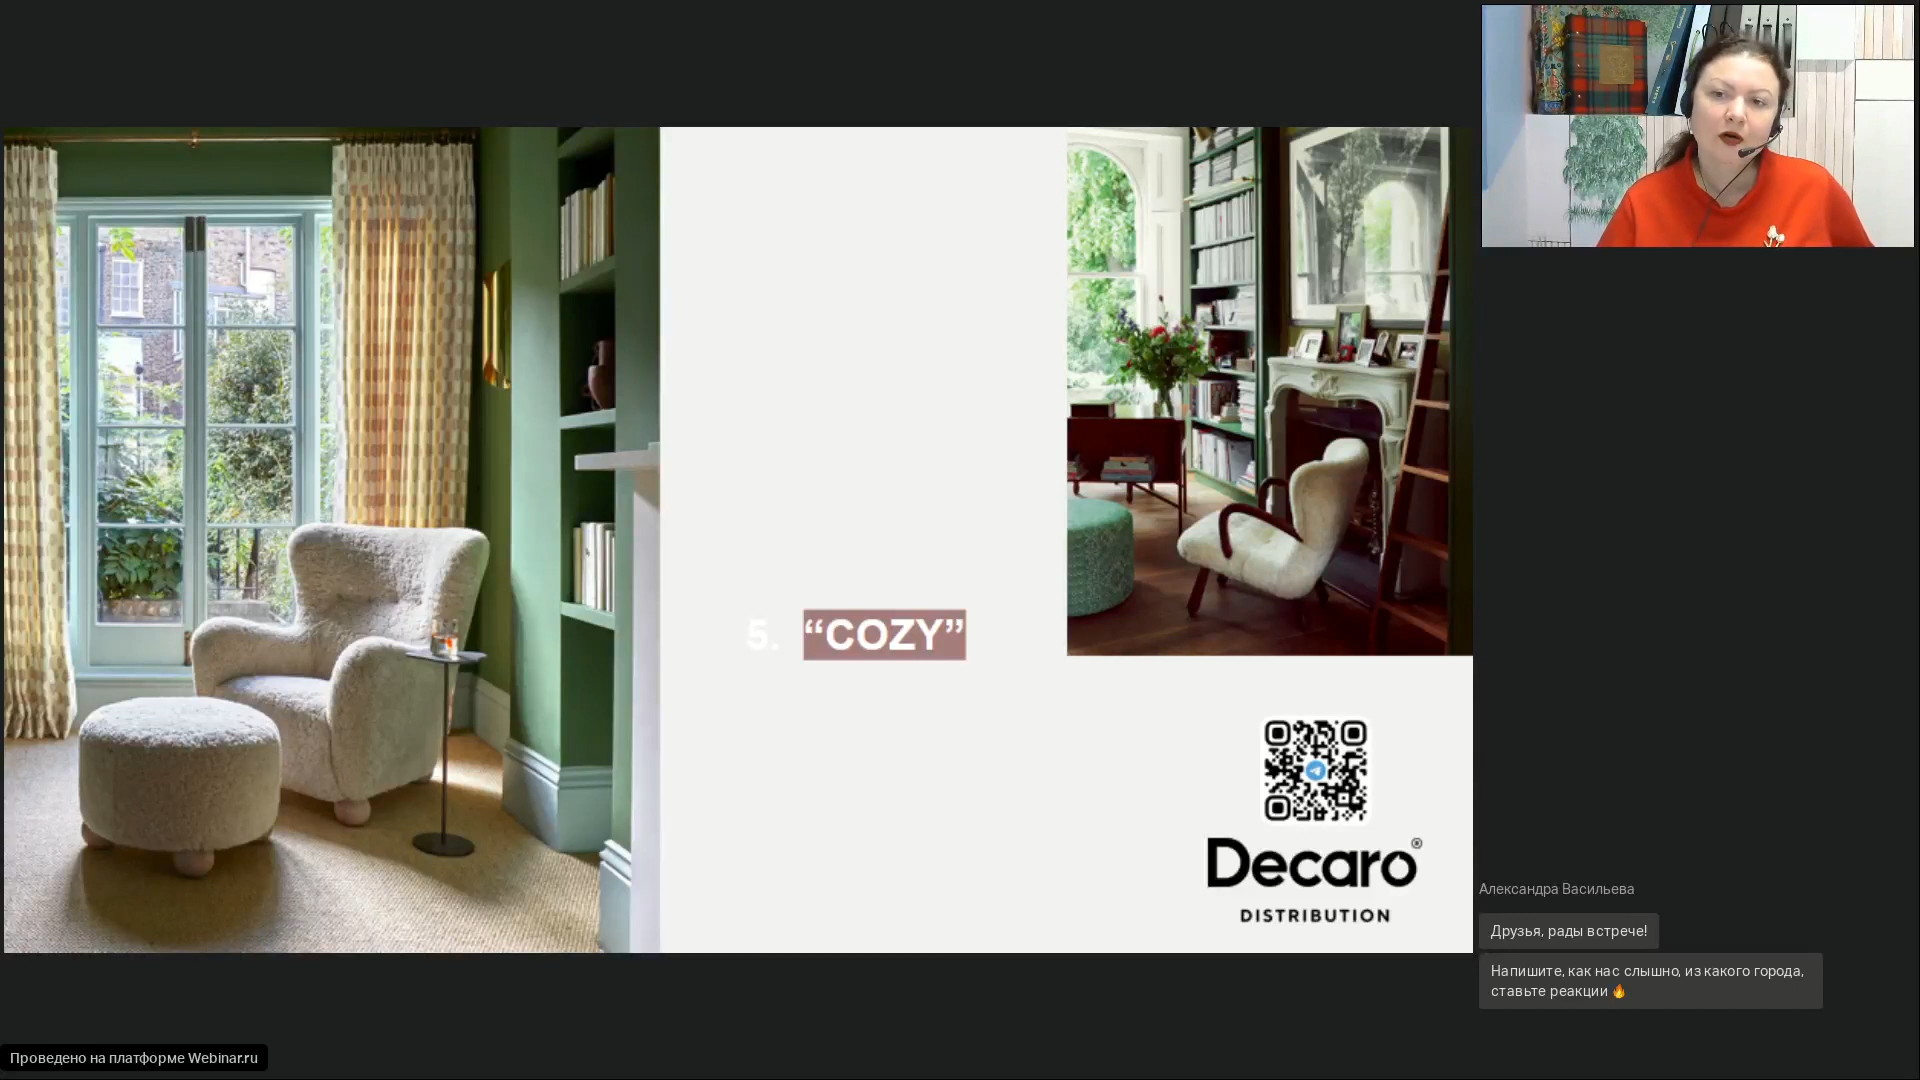 5. “COZY”
Decaro®
DISTRIBUTION
Александра Васильева
Друзья, рады встрече!
Напишите, как нас слышно, из какого города,
ставьте реакции 🔥
Проведено на платформе Webinar.ru